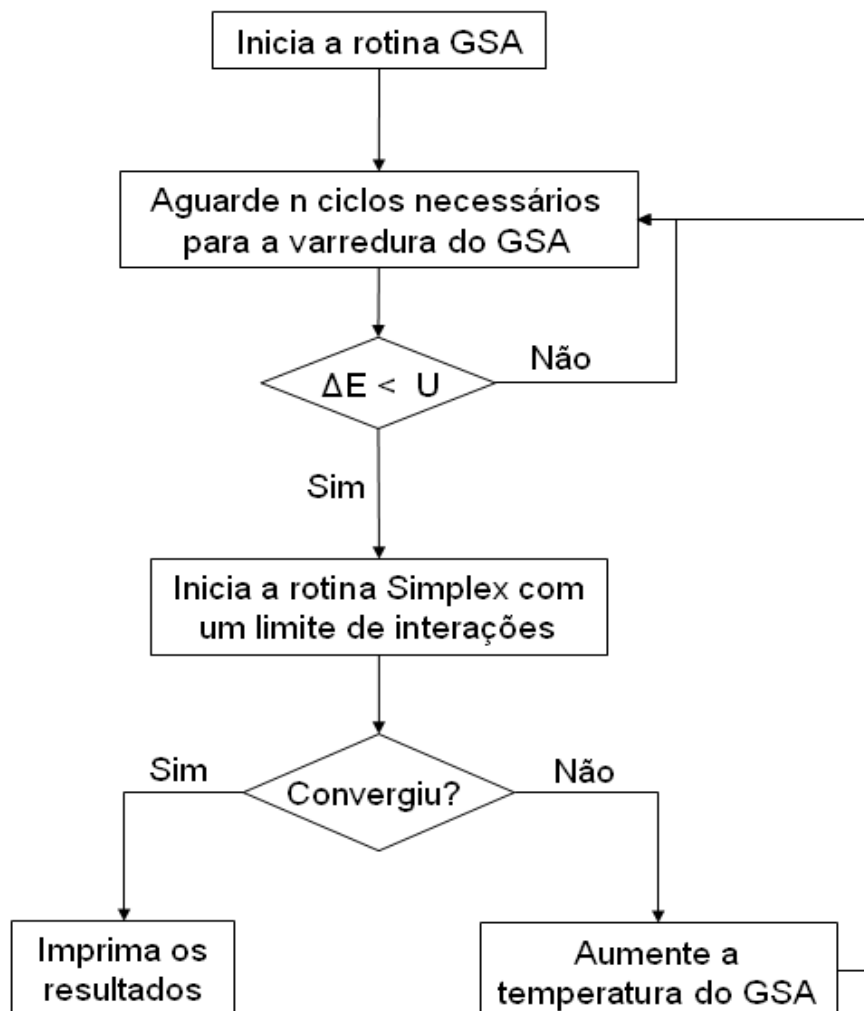 Inicia a rotina GSA
Aguarde n ciclos necessários
para a varredura do GSA
ΔE < U
Não
Sim
Inicia a rotina Simplex com
um limite de interações
Convergiu?
Sim
Não
Imprima os
resultados
Aumente a
temperatura do GSA